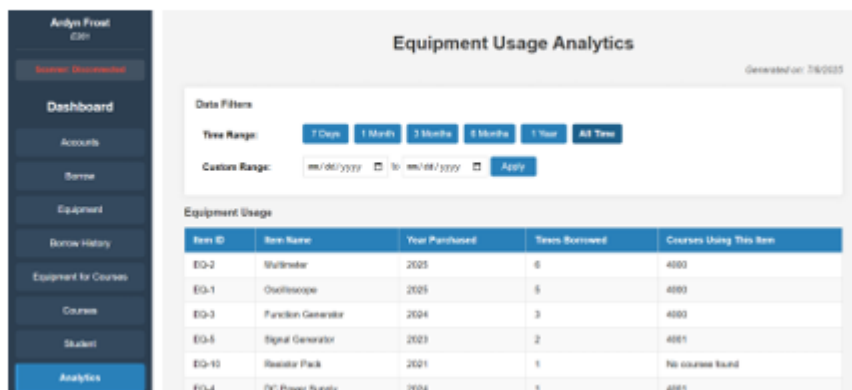 Ardyn Frost
E301
Scanner: Disconnected
Dashboard
Accounts
Borrow
Equipment
Borrow History
Equipment for Courses
Courses
Student
Analytics
Equipment Usage Analytics
Generated on: 7/6/2025
Data Filters
Time Range: 7 Days 1 Month 3 Months 6 Months 1 Year All Time
Custom Range: mm/dd/yyyy to mm/dd/yyyy Apply
Equipment Usage
Item ID Item Name Year Purchased Times Borrowed Courses Using This Item
EQ-2 Multimeter 2025 6 4000
EQ-1 Oscilloscope 2025 5 4000
EQ-3 Function Generator 2024 3 4000
EQ-5 Signal Generator 2023 2 4001
EQ-10 Resistor Pack 2021 1 No courses found
EQ-4 DC Power Supply 2024 1 4001